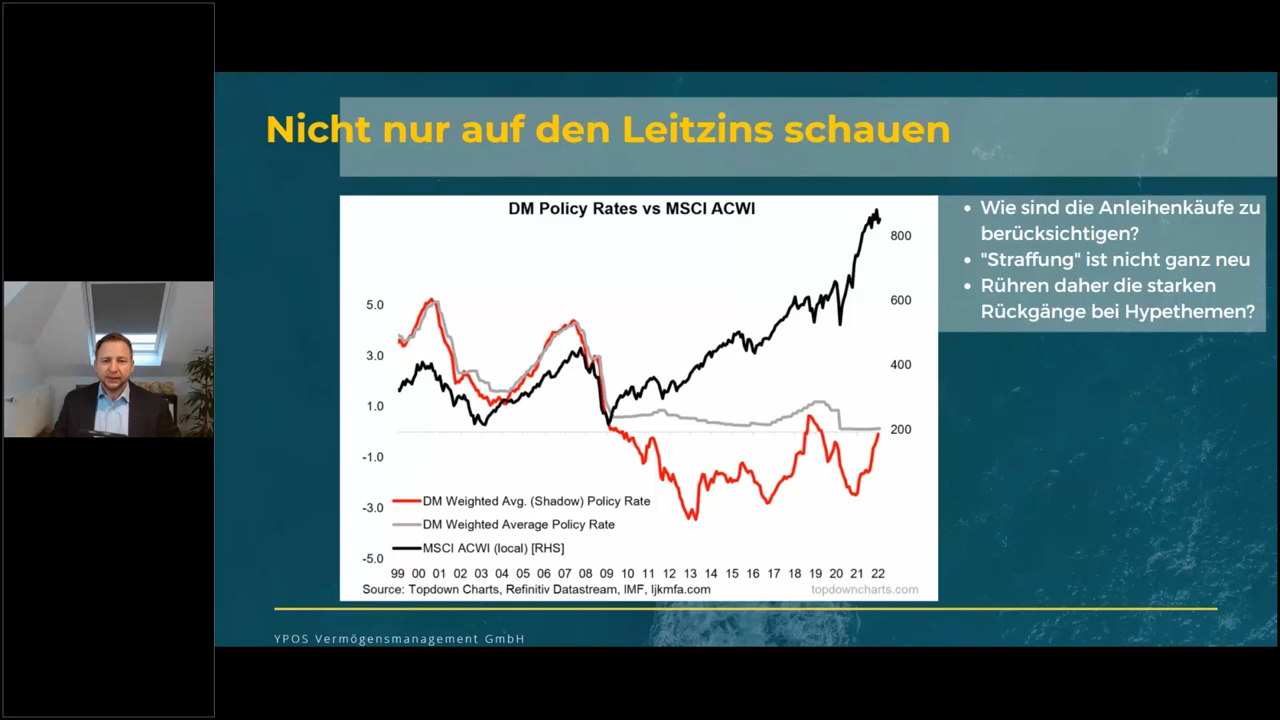 Nicht nur auf den Leitzins schauen
DM Policy Rates vs MSCI ACWI
800
600
400
200
5.0
3.0
1.0
-1.0
-3.0
-5.0
DM Weighted Avg. (Shadow) Policy Rate
DM Weighted Average Policy Rate
MSCI ACWI (local) [RHS]
99 00 01 02 03 04 05 06 07 08 09 10 11 12 13 14 15 16 17 18 19 20 21 22
Source: Topdown Charts, Refinitiv Datastream, IMF, ljkmfa.com
topdowncharts.com
• Wie sind die Anleihenkäufe zu
berücksichtigen?
• "Straffung" ist nicht ganz neu
• Rühren daher die starken
Rückgänge bei Hypethemen?
YPOS Vermögensmanagement GmbH